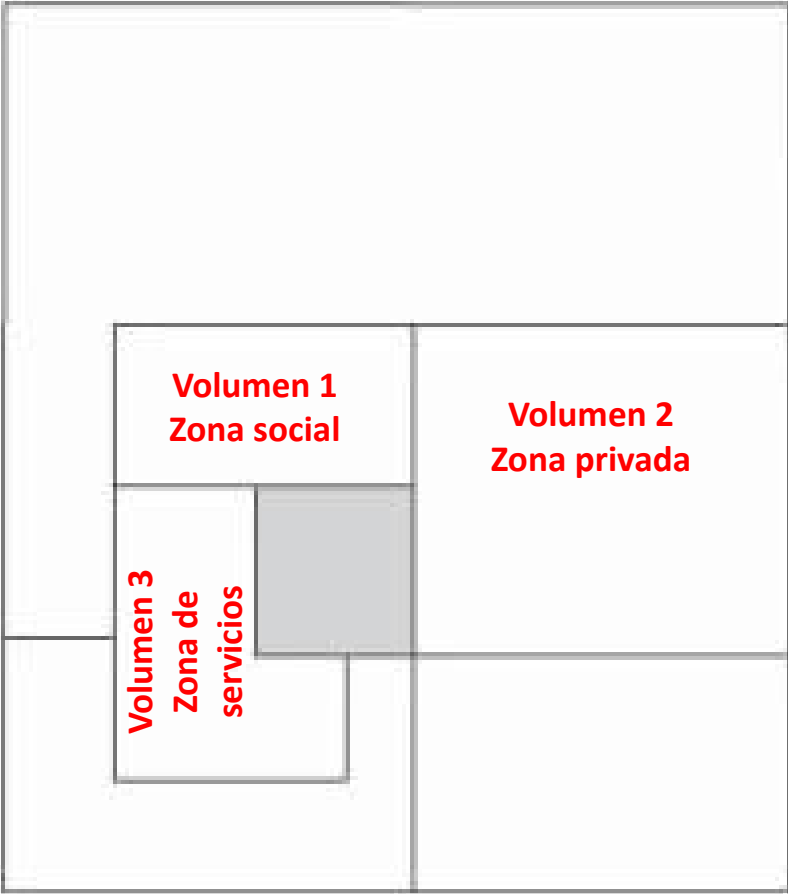 Volumen 1
Zona social
Volumen 2
Zona privada
Volumen 3
Zona de
servicios